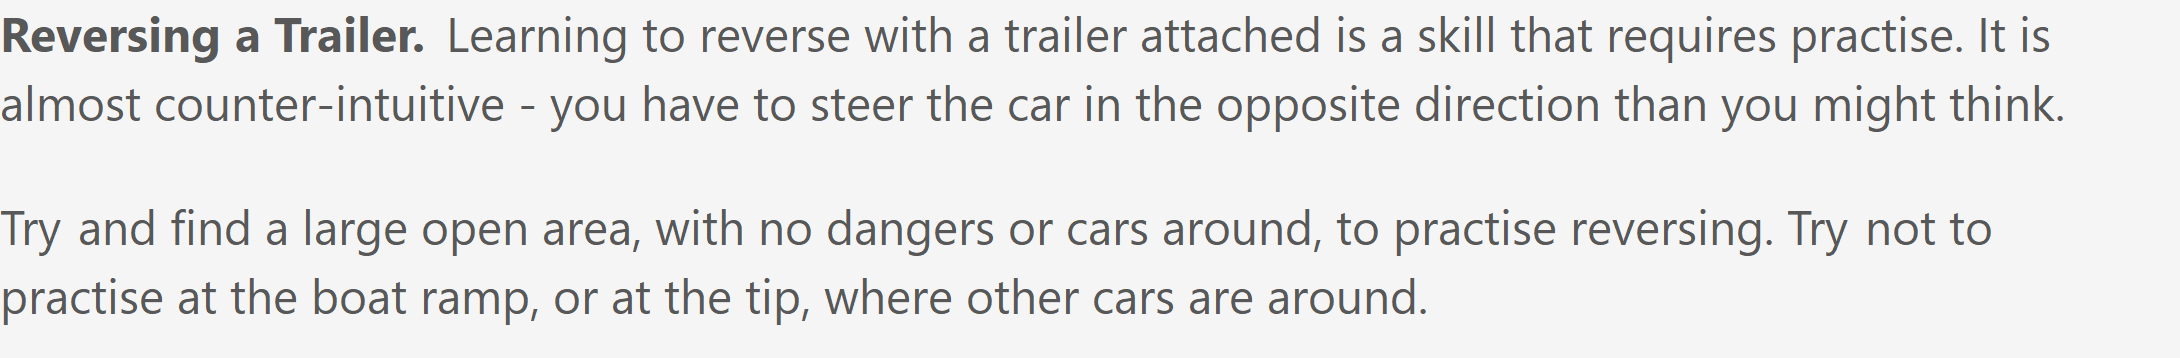 Reversing a Trailer. Learning to reverse with a trailer attached is a skill that requires practise. It is
almost counter-intuitive - you have to steer the car in the opposite direction than you might think.
Try and find a large open area, with no dangers or cars around, to practise reversing. Try not to
practise at the boat ramp, or at the tip, where other cars are around.